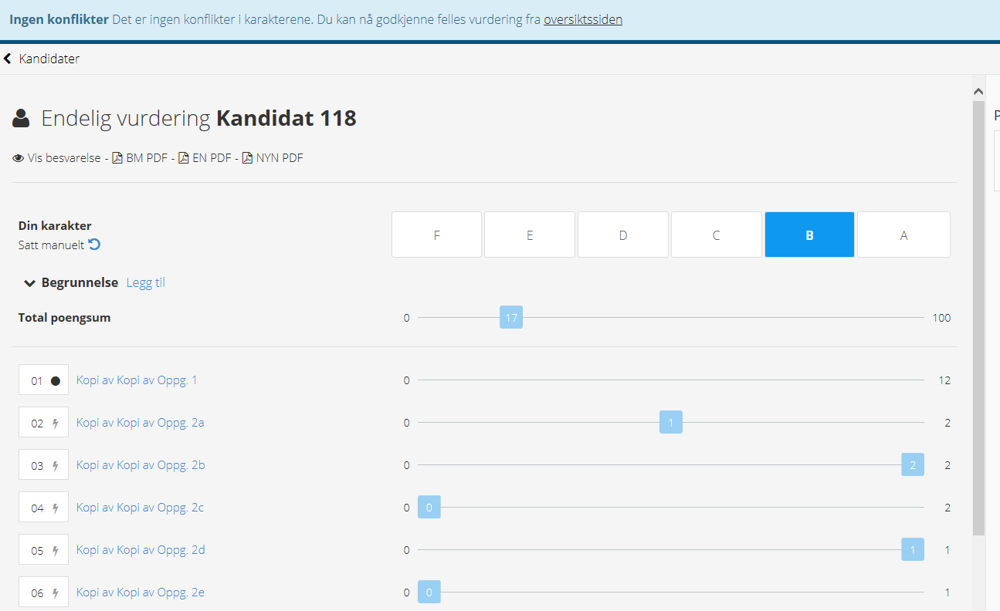 Ingen konflikter Det er ingen konflikter i karakterene. Du kan nå godkjenne felles vurdering fra oversiktssiden
Kandidater
Endelig vurdering Kandidat 118
Vis besvarelse - BM PDF - EN PDF - NYN PDF
Din karakter
Satt manuelt
F E D C B A
Begrunnelse Legg til
Total poengsum 0 17 100
01 Kopi av Kopi av Oppg. 1 0 12
02 Kopi av Kopi av Oppg. 2a 0 1 2
03 Kopi av Kopi av Oppg. 2b 0 2 2
04 Kopi av Kopi av Oppg. 2c 0 0 2
05 Kopi av Kopi av Oppg. 2d 0 1 1
06 Kopi av Kopi av Oppg. 2e 0 0 1